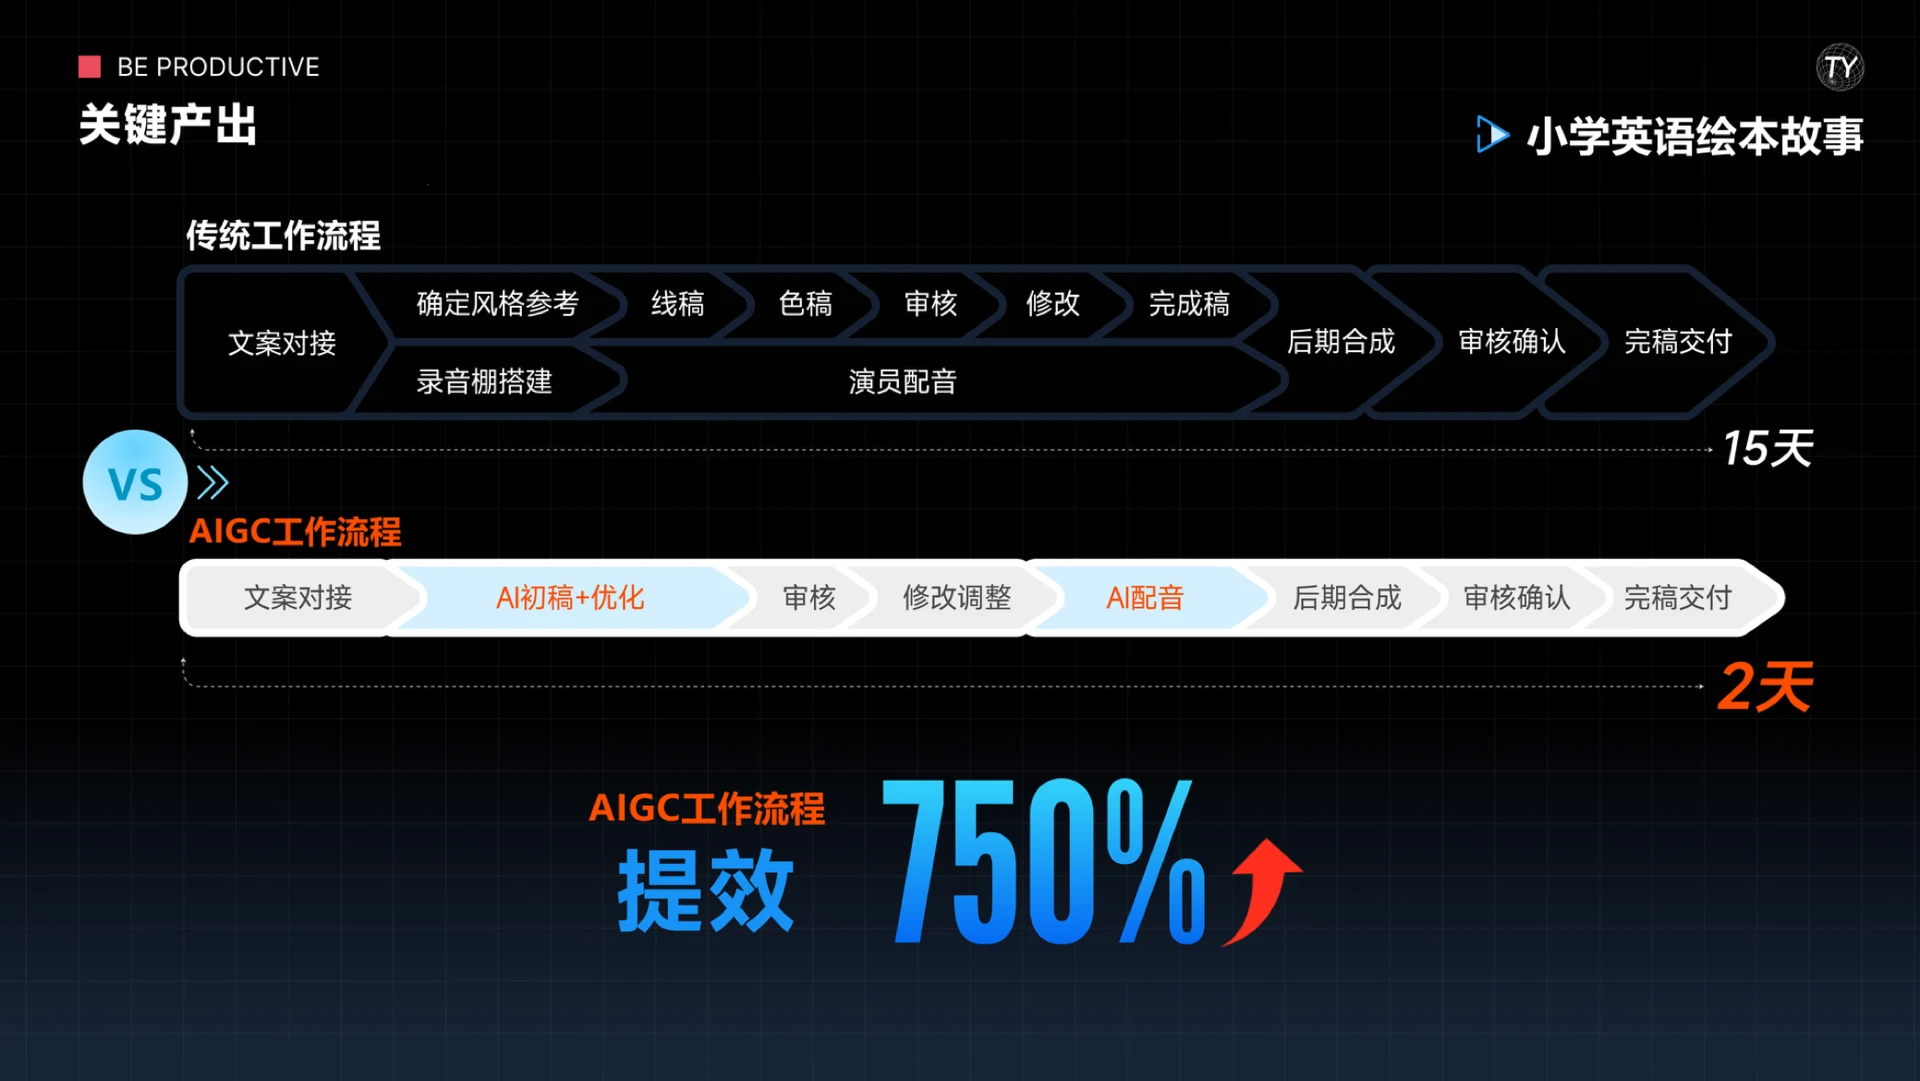 BE PRODUCTIVE
TY
关键产出
小学英语绘本故事
传统工作流程
文案对接
确定风格参考
线稿
色稿
审核
修改
完成稿
录音棚搭建
演员配音
后期合成
审核确认
完稿交付
15天
VS
AIGC工作流程
文案对接
AI初稿+优化
审核
修改调整
AI配音
后期合成
审核确认
完稿交付
2天
AIGC工作流程
提效
750%